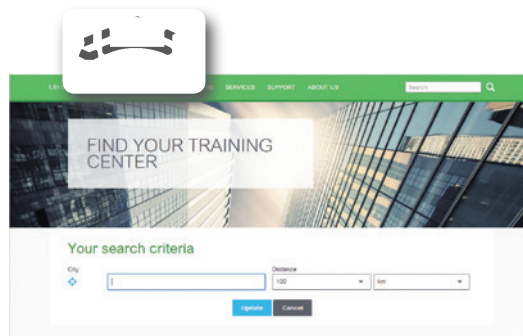 SERVICES SUPPORT ABOUT US Search
FIND YOUR TRAINING
CENTER
Your search criteria
City Distance
100 km
Update Cancel